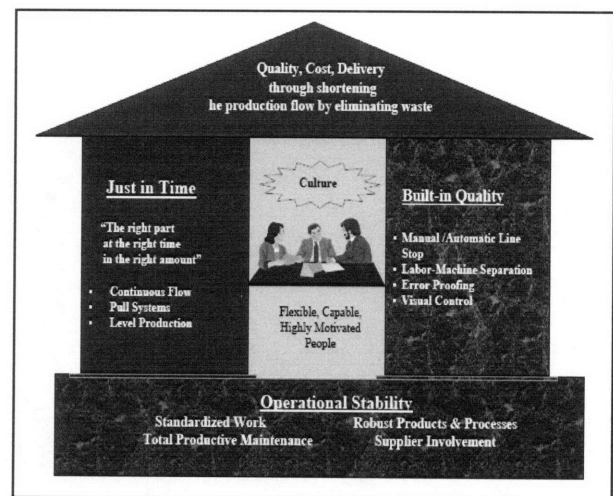 Quality, Cost, Delivery
through shortening
he production flow by eliminating waste
Just in Time
“The right part
at the right time
in the right amount”
• Continuous Flow
• Pull Systems
• Level Production
Culture
Flexible, Capable,
Highly Motivated
People
Built-in Quality
▪ Manual /Automatic Line
Stop
▪ Labor-Machine Separation
▪ Error Proofing
▪ Visual Control
Operational Stability
Standardized Work Robust Products & Processes
Total Productive Maintenance Supplier Involvement